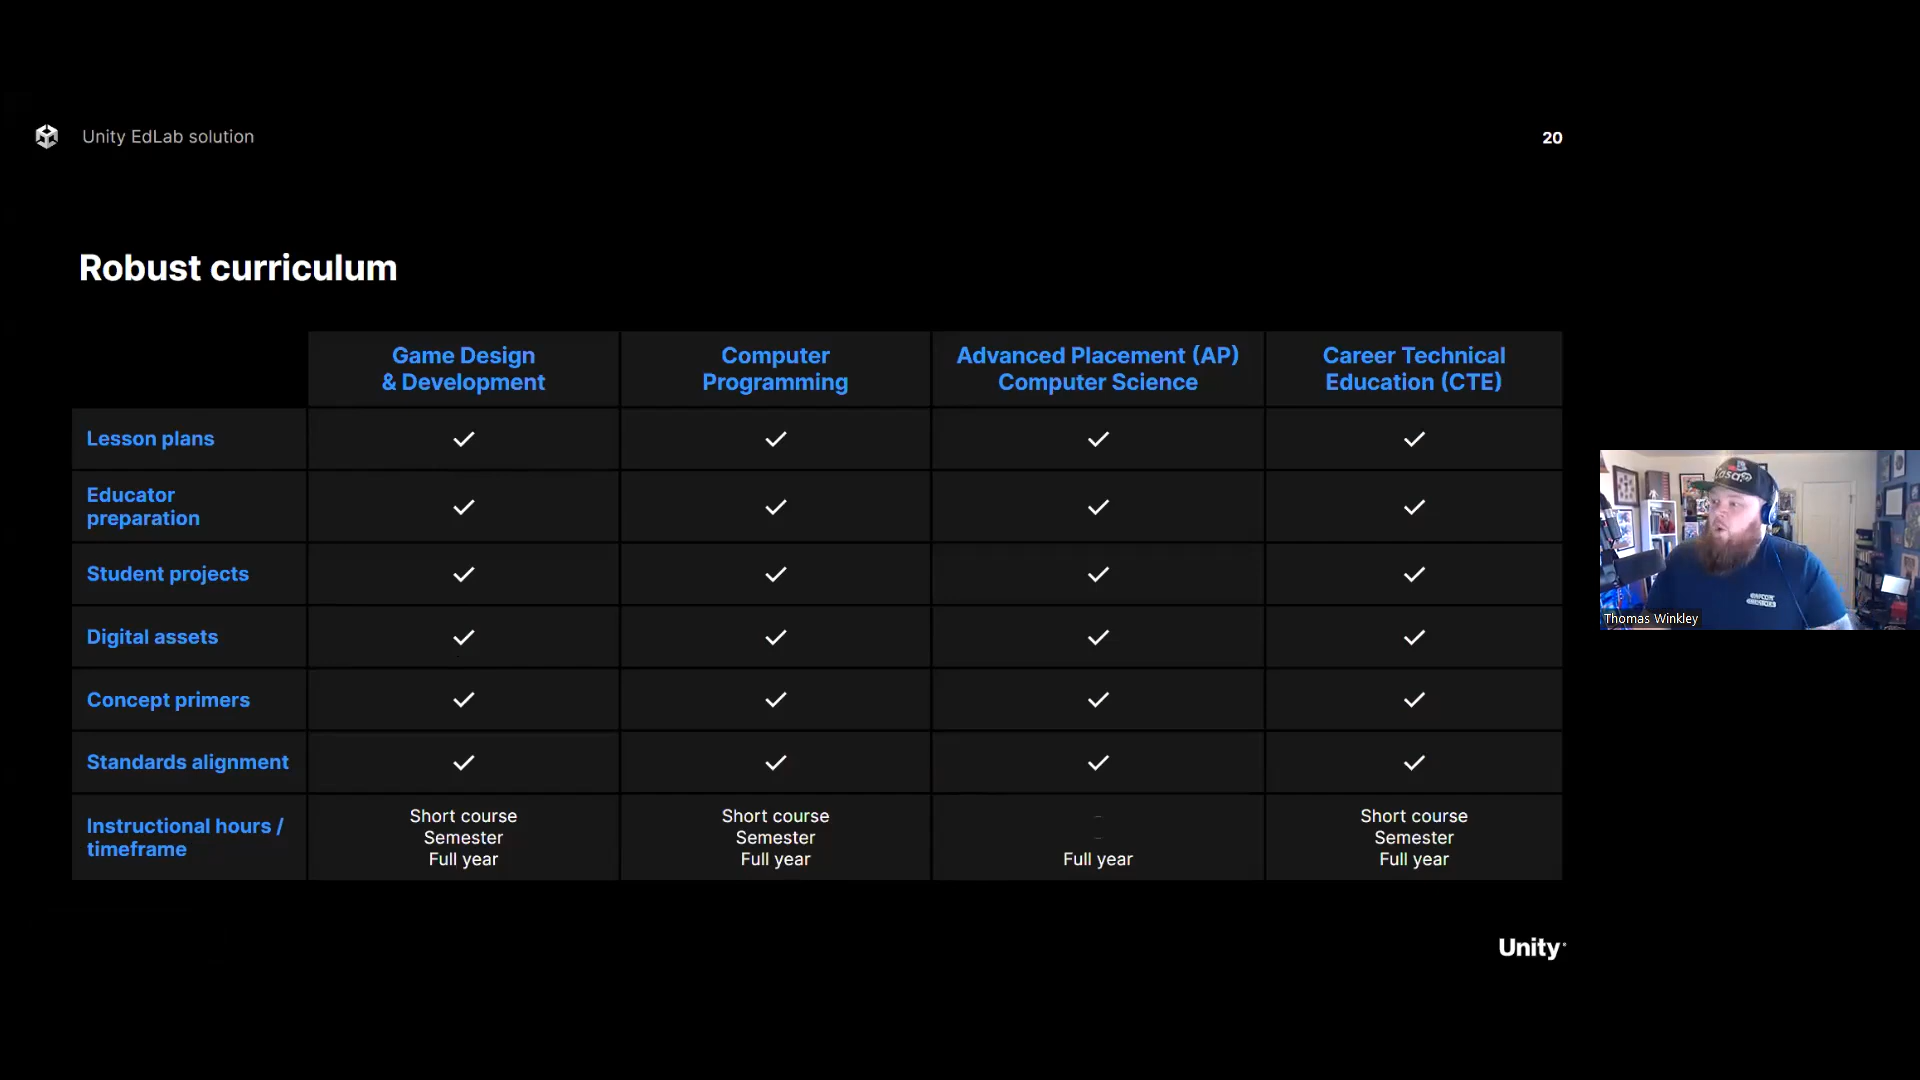 Unity EdLab solution
20
Robust curriculum
Game Design
& Development
Computer
Programming
Advanced Placement (AP)
Computer Science
Career Technical
Education (CTE)
Lesson plans
✓ ✓ ✓ ✓
Educator
preparation
✓ ✓ ✓ ✓
Student projects
✓ ✓ ✓ ✓
Digital assets
✓ ✓ ✓ ✓
Concept primers
✓ ✓ ✓ ✓
Standards alignment
✓ ✓ ✓ ✓
Instructional hours /
timeframe
Short course
Semester
Full year
Short course
Semester
Full year
–
–
Full year
Short course
Semester
Full year
Thomas Winkley
Unity